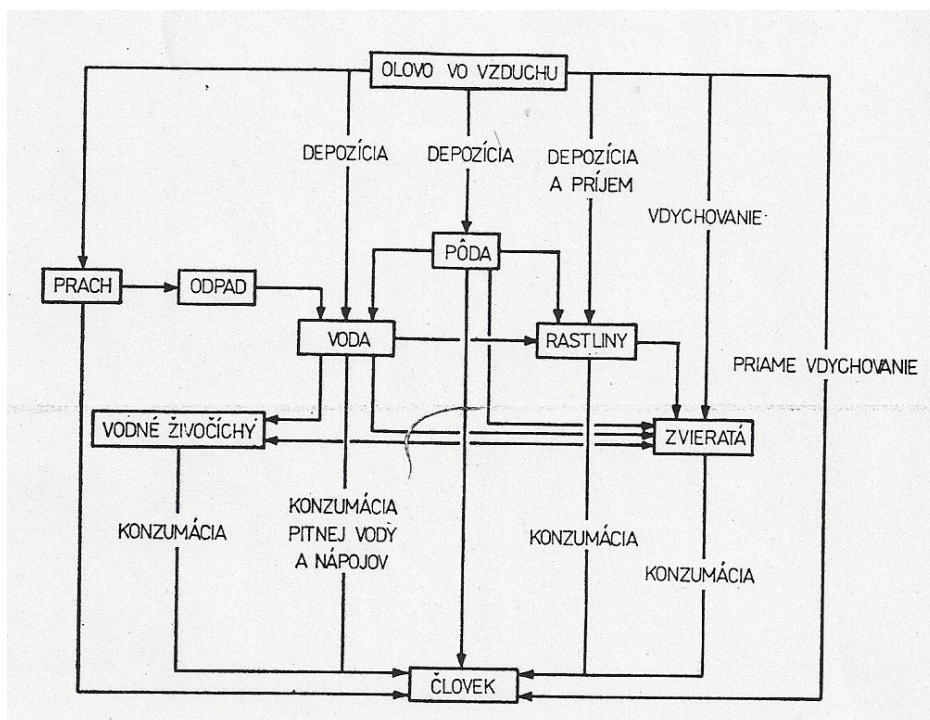 OLOVO VO VZDUCHU
DEPOZÍCIA
DEPOZÍCIA
DEPOZÍCIA
A PRÍJEM
VDYCHOVANIE
PÔDA
PRACH
ODPAD
VODA
RASTLINY
PRIAME VDYCHOVANIE
VODNÉ ŽIVOČÍCHY
ZVIERATÁ
KONZUMÁCIA
PITNEJ VODY
A NÁPOJOV
KONZUMÁCIA
KONZUMÁCIA
KONZUMÁCIA
ČLOVEK